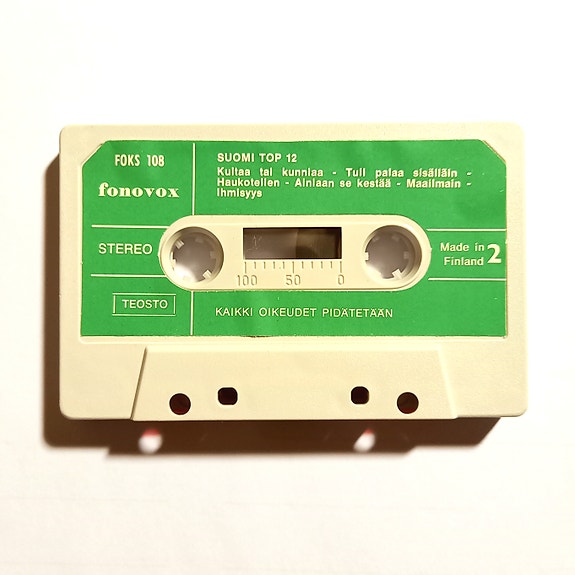 FOKS 108
fonovox
SUOMI TOP 12
Kultaa tai kunniaa - Tuli palaa sisälläin -
Haukotellen - Ainiaan se kestää - Maailmain -
Ihmisyys
STEREO
100 50 0
Made in
Finland 2
TEOSTO
KAIKKI OIKEUDET PIDÄTETÄÄN